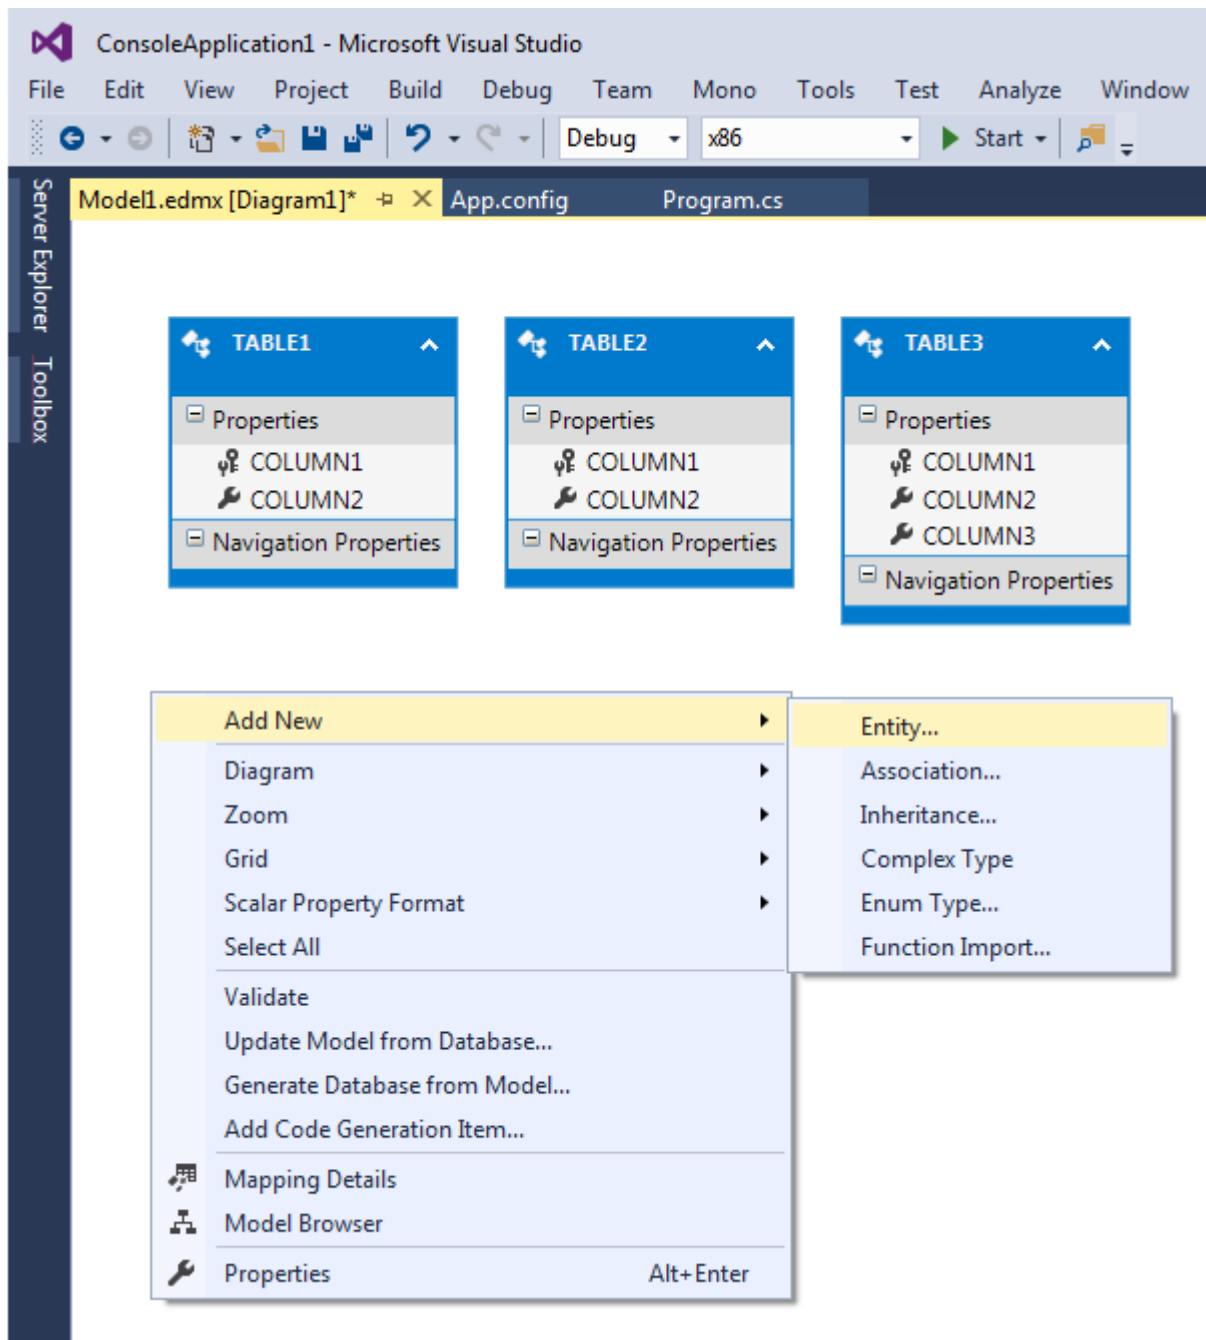 ConsoleApplication1 - Microsoft Visual Studio
File Edit View Project Build Debug Team Mono Tools Test Analyze Window
Debug x86 Start
Server Explorer
Toolbox
Model1.edmx [Diagram1]* App.config Program.cs
TABLE1
Properties
COLUMN1
COLUMN2
Navigation Properties
TABLE2
Properties
COLUMN1
COLUMN2
Navigation Properties
TABLE3
Properties
COLUMN1
COLUMN2
COLUMN3
Navigation Properties
Add New
Diagram
Zoom
Grid
Scalar Property Format
Select All
Validate
Update Model from Database...
Generate Database from Model...
Add Code Generation Item...
Mapping Details
Model Browser
Properties Alt+Enter
Entity...
Association...
Inheritance...
Complex Type
Enum Type...
Function Import...